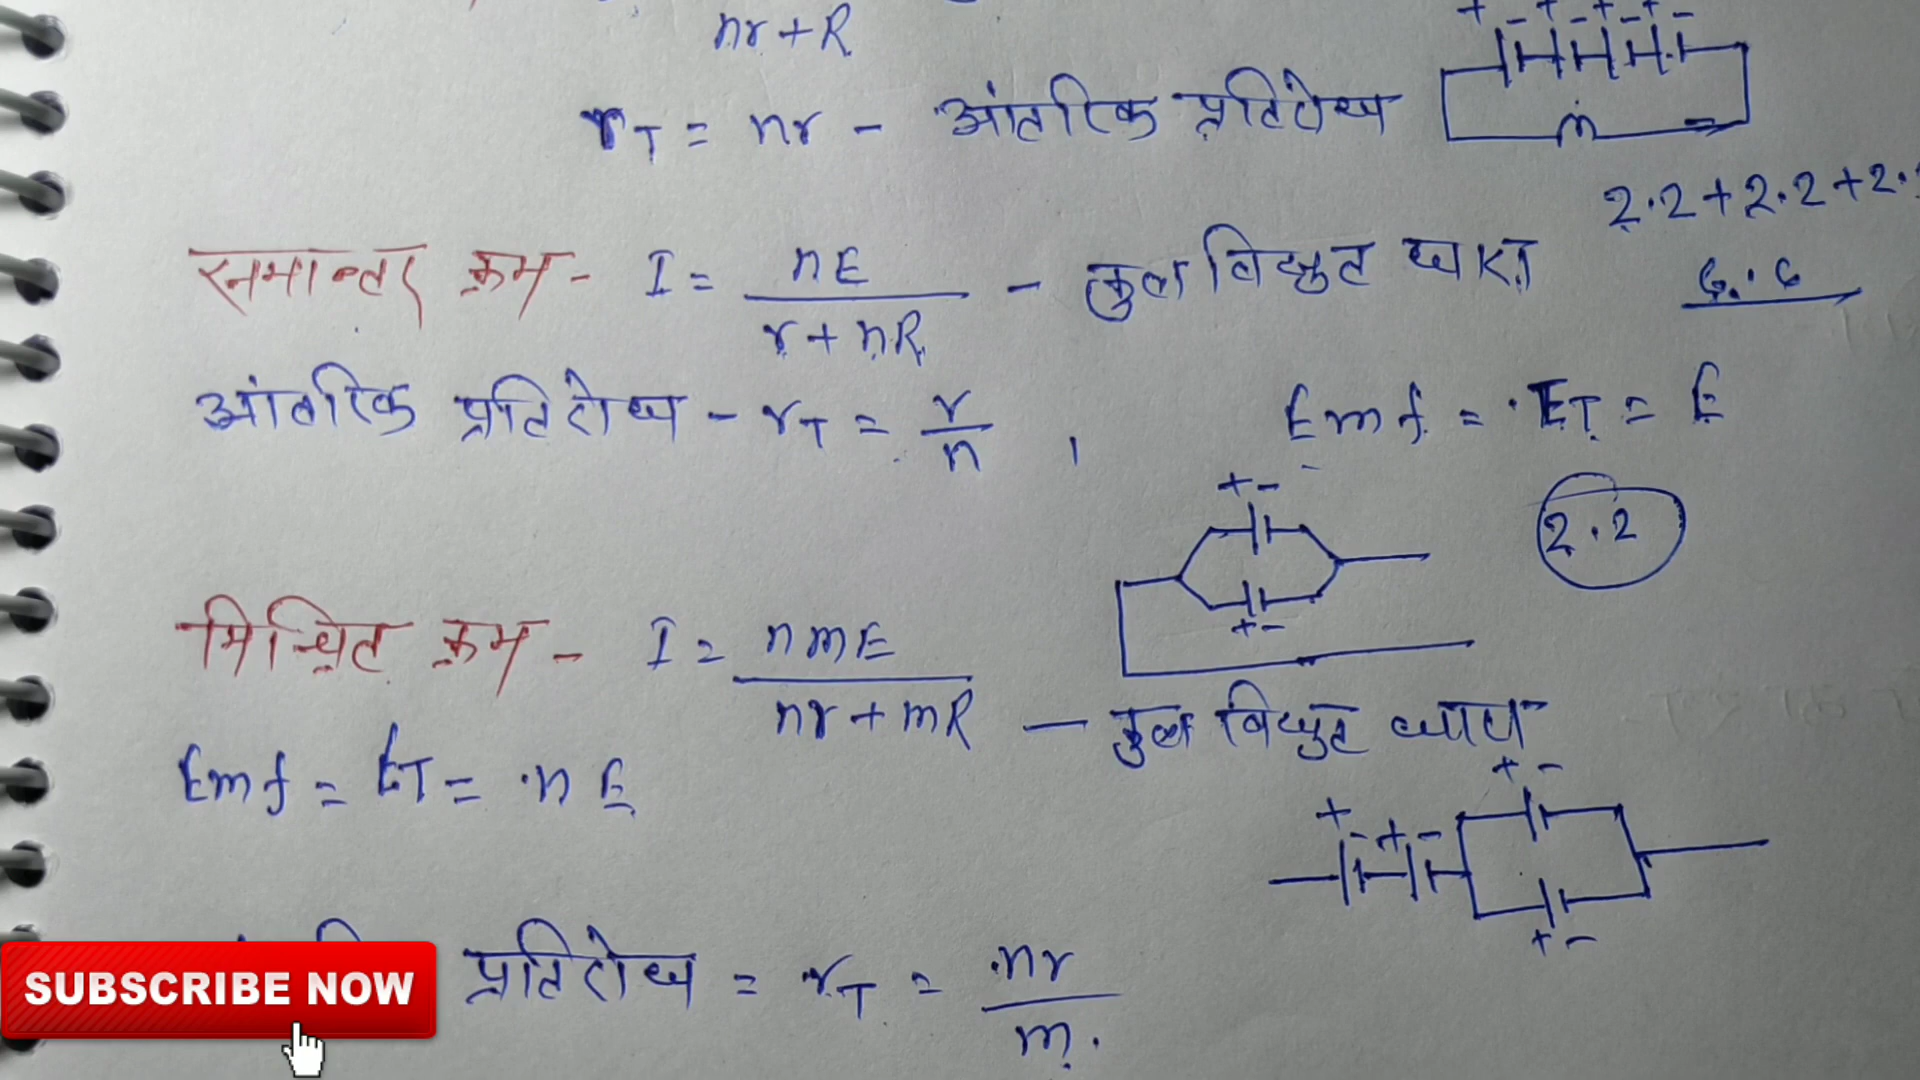 nr + R
+ - + - + - + -
r_T = nr - आंतरिक प्रतिरोध
2.2 + 2.2 + 2.
6.6
समान्तर क्रम - I = nE / r + nR - कुल विद्युत धारा
आंतरिक प्रतिरोध - r_T = r / n , Emf = E_T = E
+ -
2.2
+ -
मिश्रित क्रम - I = nmE / nr + mR - कुल विद्युत धारा
Emf = E_T = nE
+ -
+ - + -
+ -
प्रतिरोध = r_T = nr / m.
SUBSCRIBE NOW